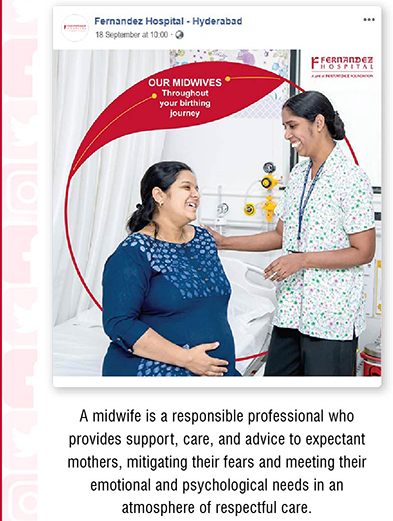 Fernandez Hospital - Hyderabad
18 September at 10:00 ·
FERNANDEZ
HOSPITAL
A unit of FERNANDEZ FOUNDATION
OUR MIDWIVES
Throughout
your birthing
journey
A midwife is a responsible professional who
provides support, care, and advice to expectant
mothers, mitigating their fears and meeting their
emotional and psychological needs in an
atmosphere of respectful care.